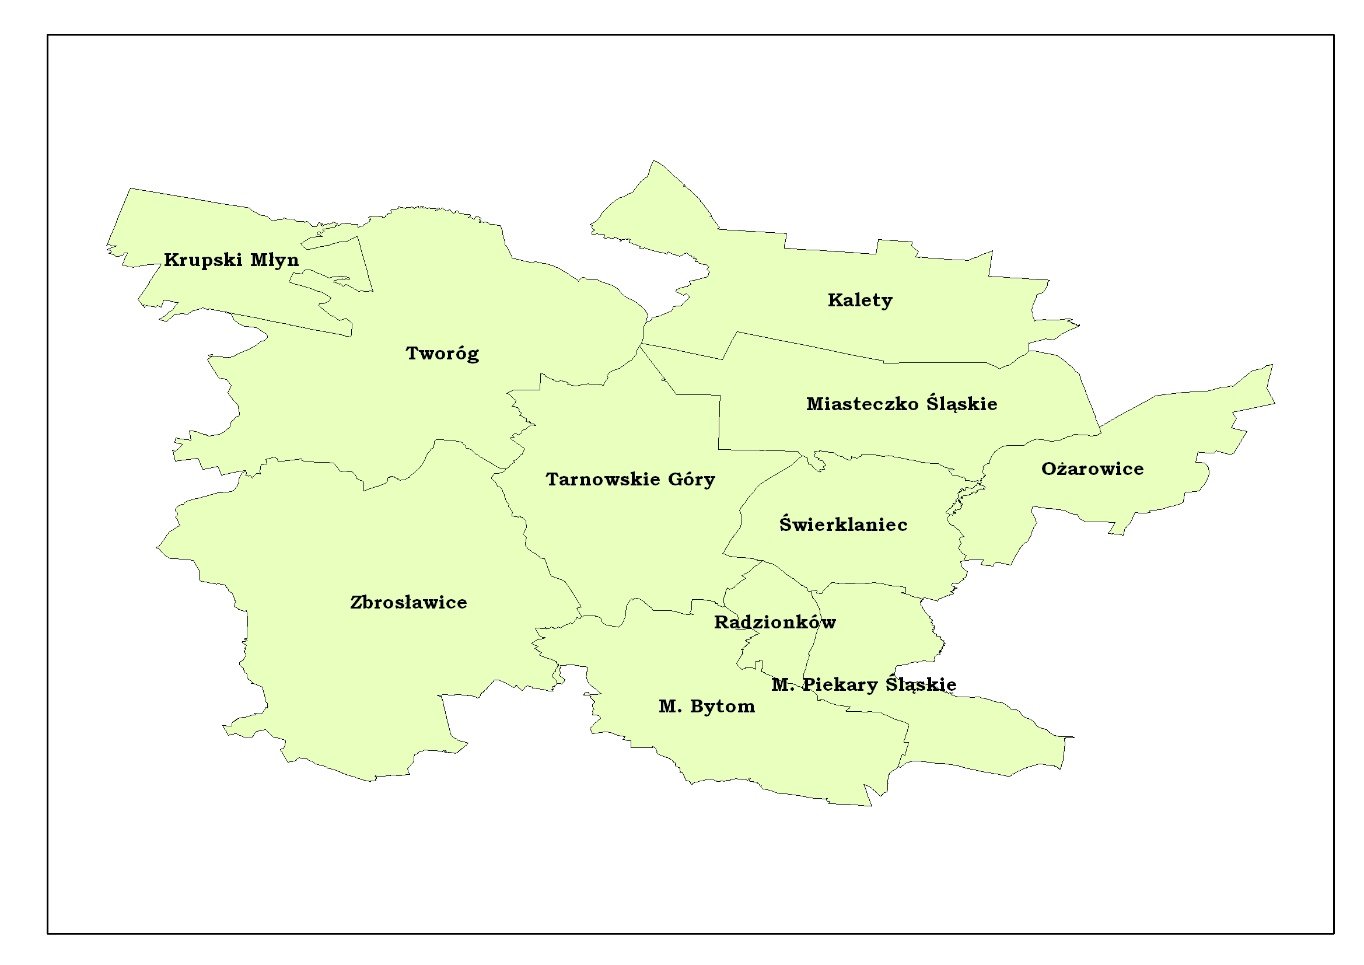 Krupski Młyn
Kalety
Tworóg
Miasteczko Śląskie
Ożarowice
Tarnowskie Góry
Świerklaniec
Zbrosławice
Radzionków
M. Piekary Śląskie
M. Bytom